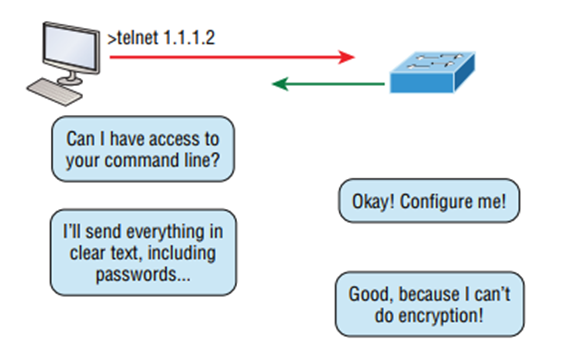 >telnet 1.1.1.2
Can I have access to
your command line?
Okay! Configure me!
I’ll send everything in
clear text, including
passwords...
Good, because I can’t
do encryption!